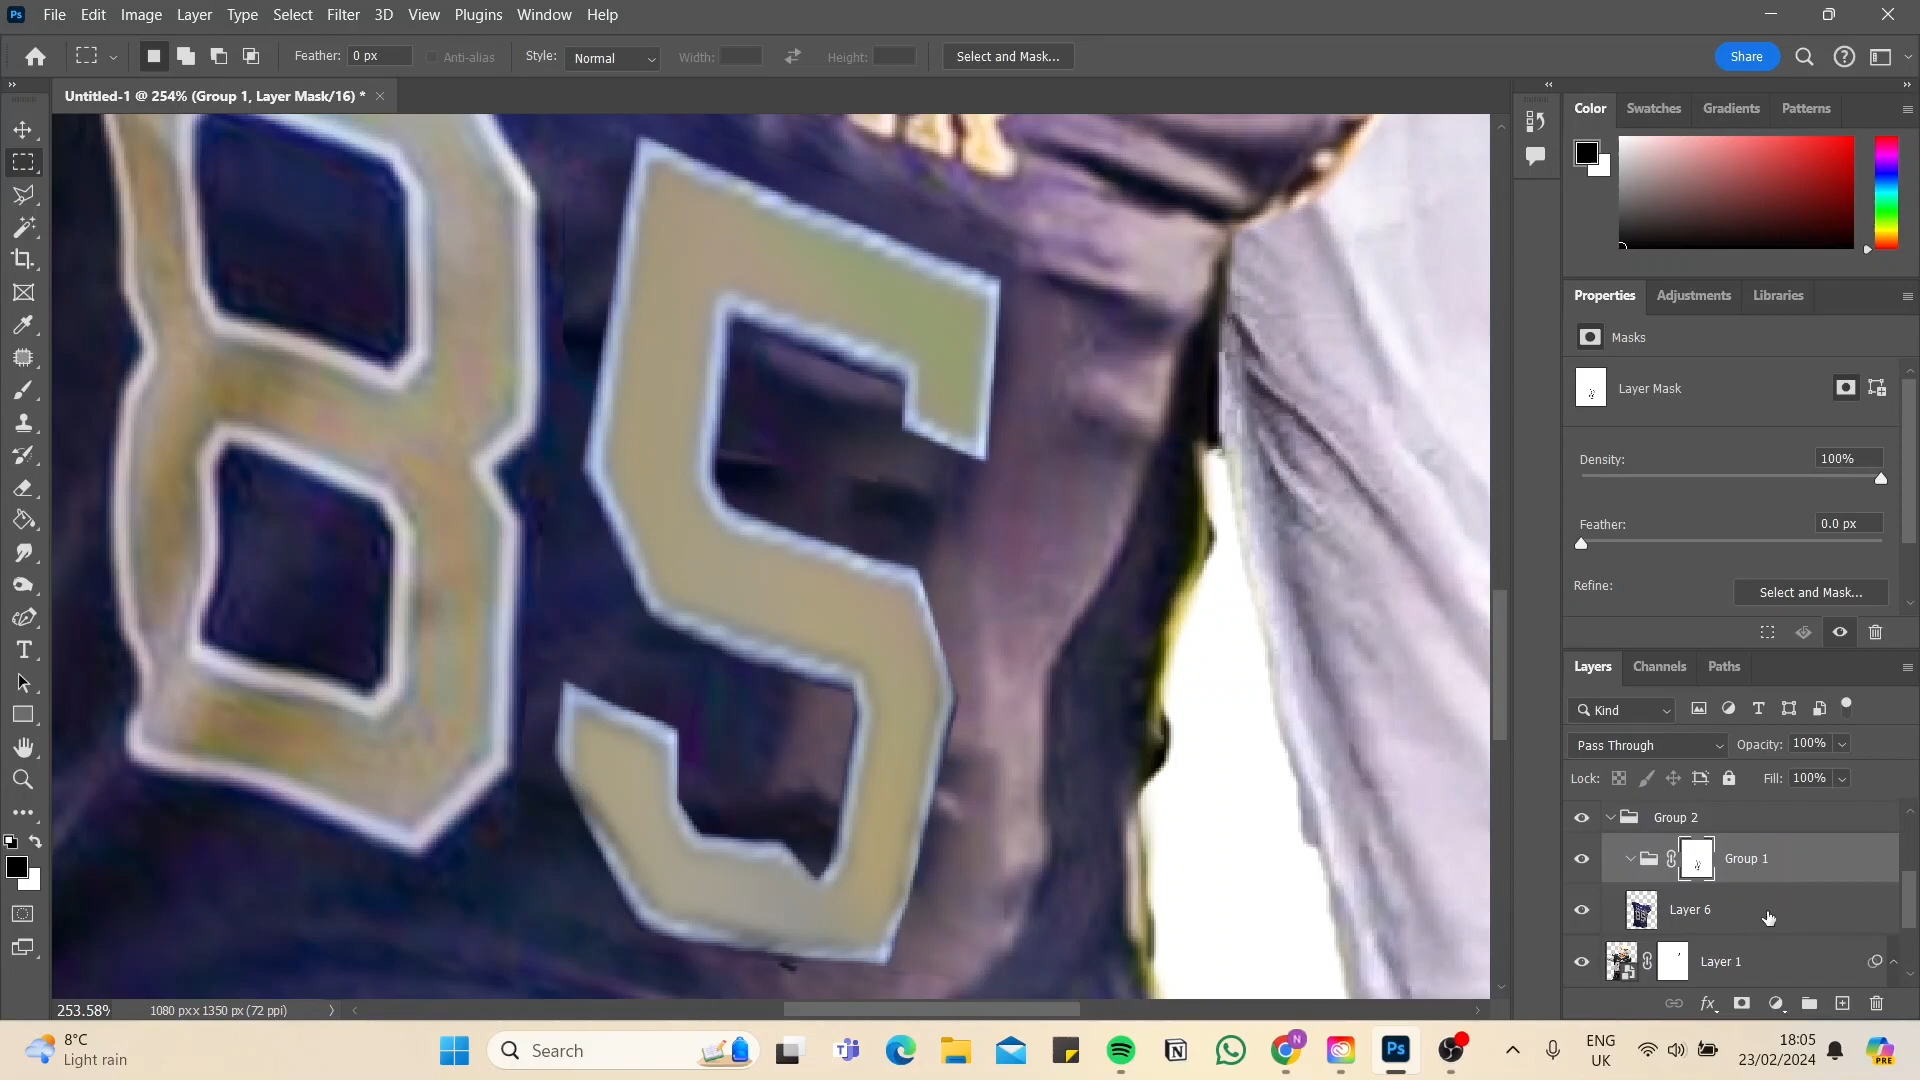 Ps File Edit Image Layer Type Select Filter 3D View Plugins Window Help
Feather: 0 px Anti-alias Style: Normal Width: Height: Select and Mask... Share
Untitled-1 @ 254% (Group 1, Layer Mask/16) *
Color Swatches Gradients Patterns
Properties Adjustments Libraries
Masks
Layer Mask
Density: 100%
Feather: 0.0 px
Refine: Select and Mask...
Layers Channels Paths
Kind
Pass Through Opacity: 100%
Lock: Fill: 100%
Group 2
Group 1
Layer 6
Layer 1
fx
85
253.58% 1080 px x 1350 px (72 ppi)
8°C
Light rain
Search
N
Ps
ENG
UK
18:05
23/02/2024
PRE